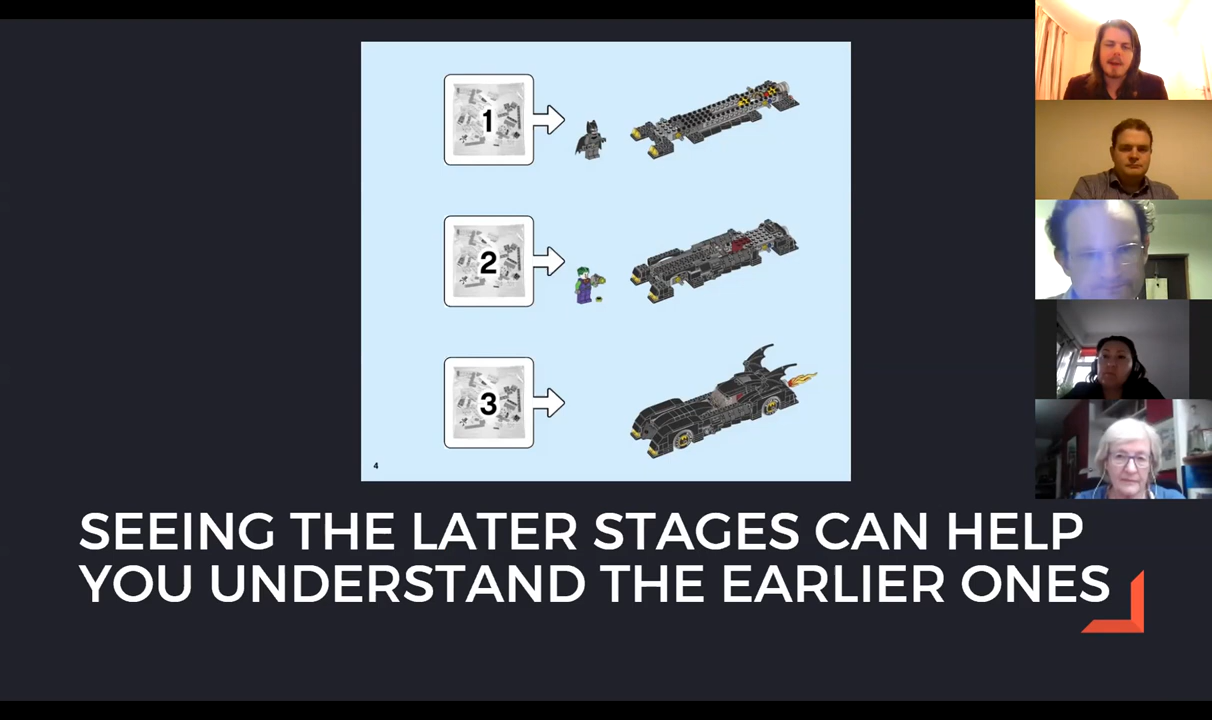 1
2
3
4
SEEING THE LATER STAGES CAN HELP
YOU UNDERSTAND THE EARLIER ONES